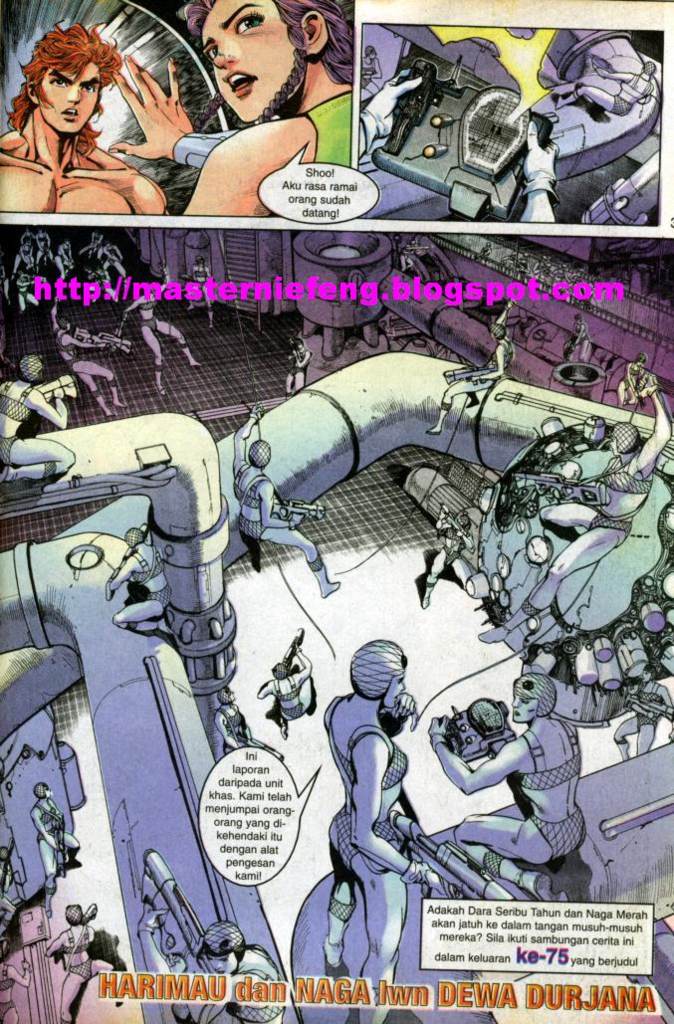 Shoo!
Aku rasa ramai
orang sudah
datang!
http://masterniefeng.blogspot.com
Ini
laporan
daripada unit
khas. Kami telah
menjumpai orang-
orang yang di-
kehendaki itu
dengan alat
pengesan
kami!
Adakah Dara Seribu Tahun dan Naga Merah
akan jatuh ke dalam tangan musuh-musuh
mereka? Sila ikuti sambungan cerita ini
dalam keluaran ke-75 yang berjudul
HARIMAU dan NAGA lwn DEWA DURJANA